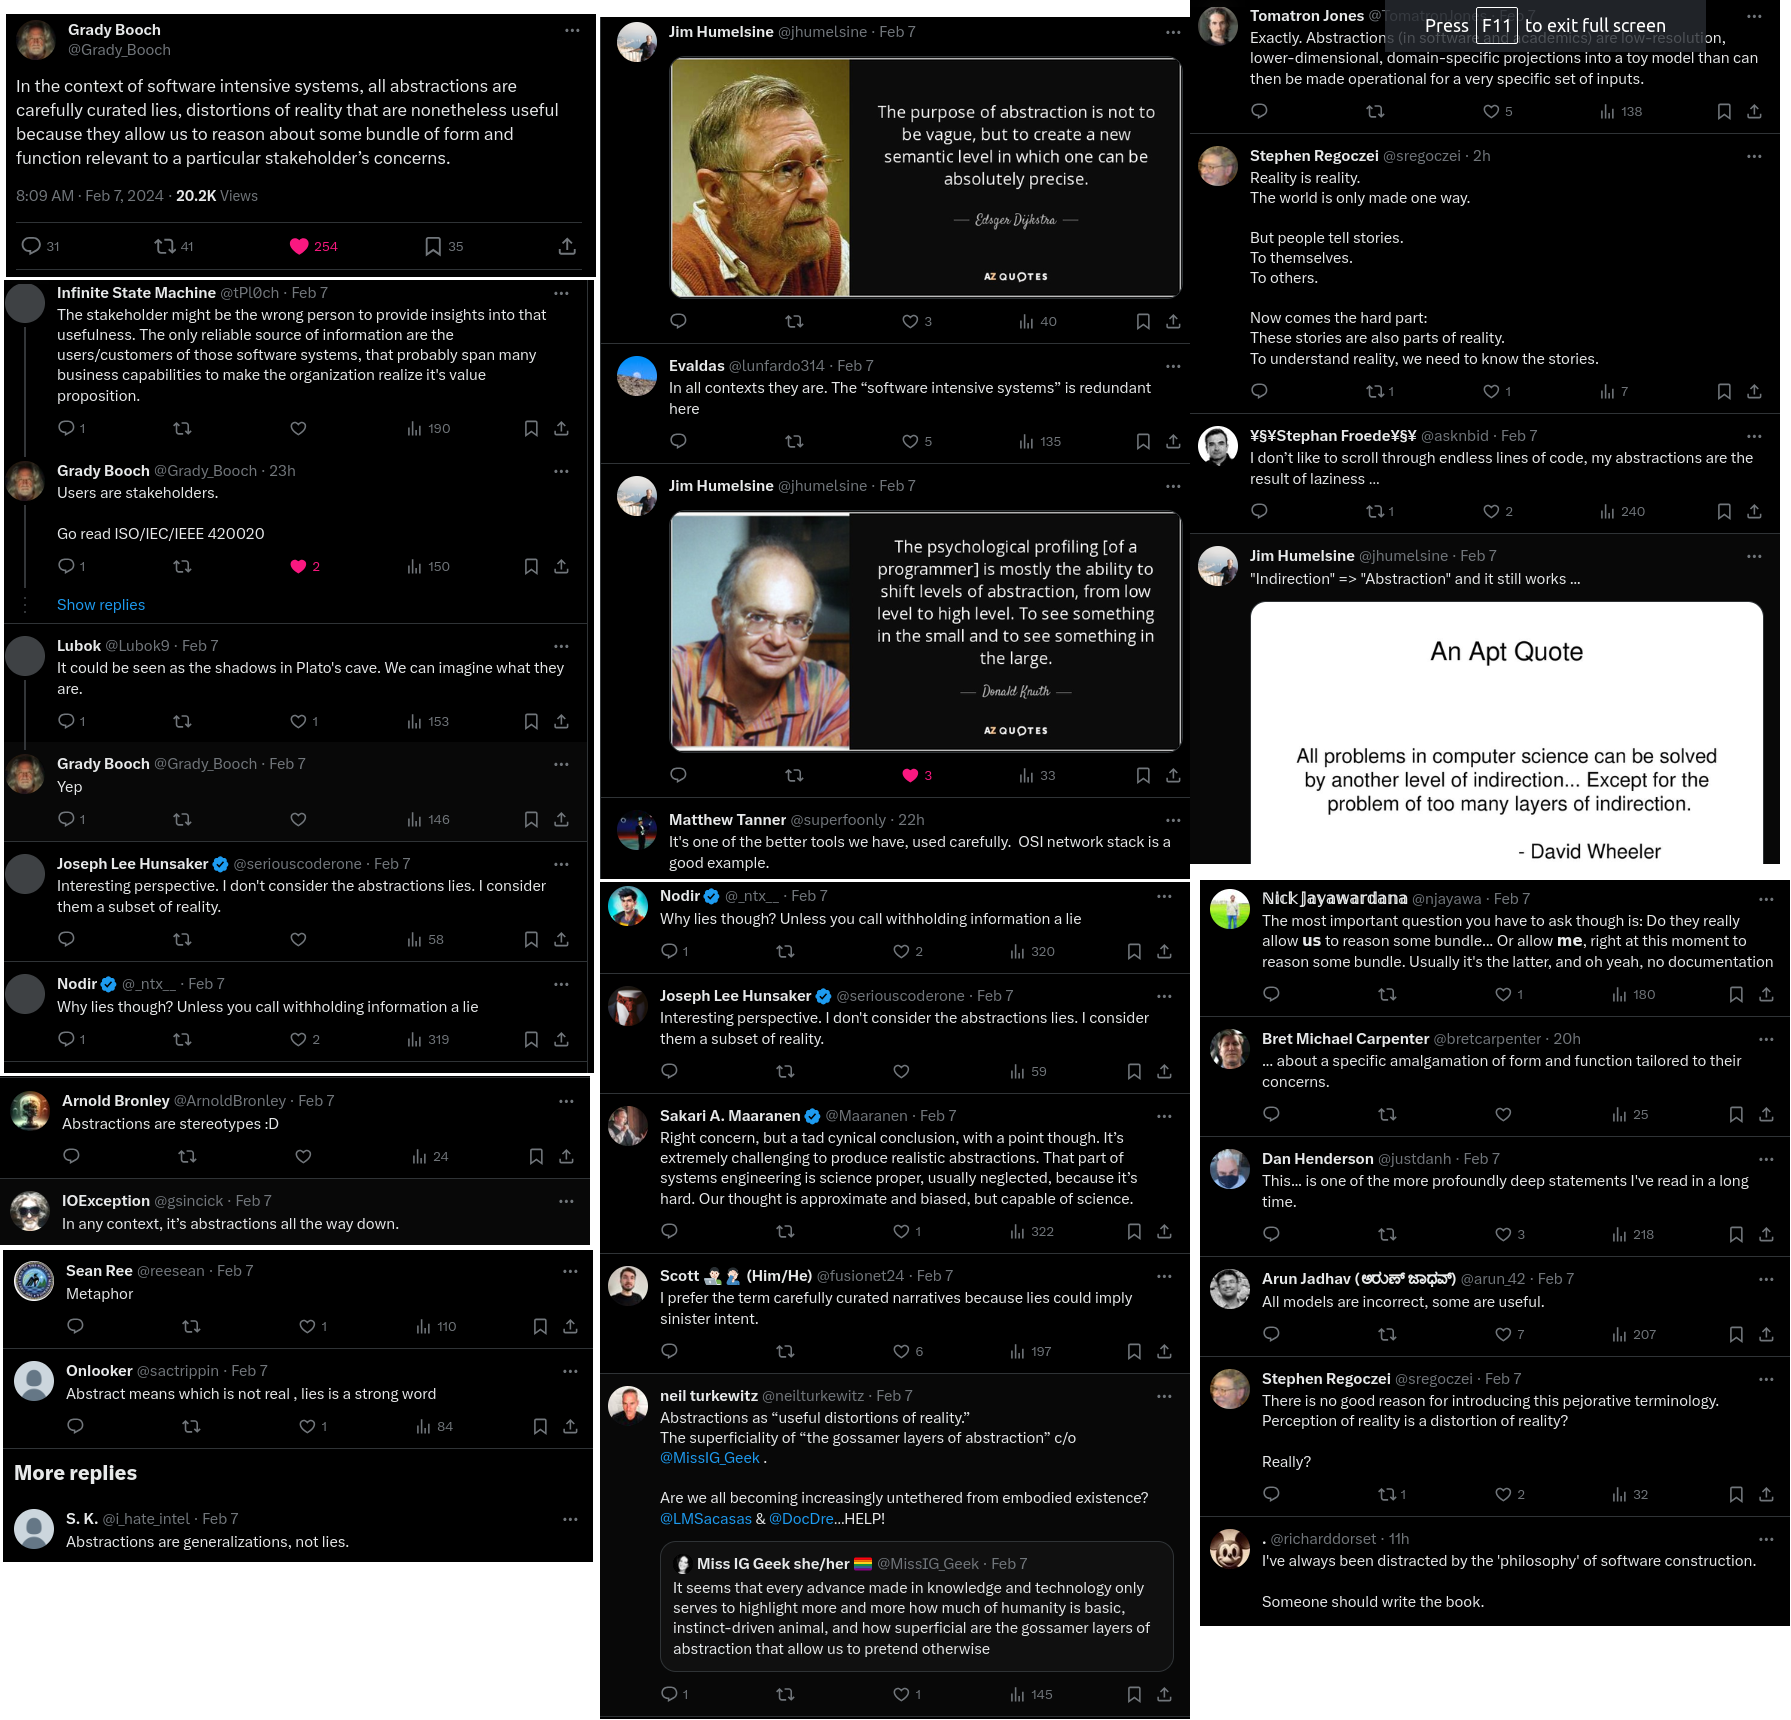 Grady Booch
@Grady_Booch
In the context of software intensive systems, all abstractions are
carefully curated lies, distortions of reality that are nonetheless useful
because they allow us to reason about some bundle of form and
function relevant to a particular stakeholder’s concerns.
8:09 AM · Feb 7, 2024 · 20.2K Views
31 41 254 35
Infinite State Machine @tPl0ch · Feb 7
The stakeholder might be the wrong person to provide insights into that
usefulness. The only reliable source of information are the
users/customers of those software systems, that probably span many
business capabilities to make the organization realize it's value
proposition.
1 190
Grady Booch @Grady_Booch · 23h
Users are stakeholders.
Go read ISO/IEC/IEEE 420020
1 2 150
Show replies
Lubok @Lubok9 · Feb 7
It could be seen as the shadows in Plato's cave. We can imagine what they
are.
1 1 153
Grady Booch @Grady_Booch · Feb 7
Yep
1 146
Joseph Lee Hunsaker @seriouscoderone · Feb 7
Interesting perspective. I don't consider the abstractions lies. I consider
them a subset of reality.
58
Nodir @_ntx__ · Feb 7
Why lies though? Unless you call withholding information a lie
1 2 319
Arnold Bronley @ArnoldBronley · Feb 7
Abstractions are stereotypes :D
24
IOException @gsincick · Feb 7
In any context, it’s abstractions all the way down.
Sean Ree @reesean · Feb 7
Metaphor
1 110
Onlooker @sactrippin · Feb 7
Abstract means which is not real , lies is a strong word
1 84
More replies
S. K. @i_hate_intel · Feb 7
Abstractions are generalizations, not lies.
Jim Humelsine @jhumelsine · Feb 7
The purpose of abstraction is not to
be vague, but to create a new
semantic level in which one can be
absolutely precise.
— Edsger Dijkstra —
AZ QUOTES
3 40
Evaldas @lunfardo314 · Feb 7
In all contexts they are. The “software intensive systems” is redundant
here
5 135
Jim Humelsine @jhumelsine · Feb 7
The psychological profiling [of a
programmer] is mostly the ability to
shift levels of abstraction, from low
level to high level. To see something
in the small and to see something in
the large.
— Donald Knuth —
AZ QUOTES
3 33
Matthew Tanner @superfoonly · 22h
It's one of the better tools we have, used carefully. OSI network stack is a
good example.
Nodir @_ntx__ · Feb 7
Why lies though? Unless you call withholding information a lie
1 2 320
Joseph Lee Hunsaker @seriouscoderone · Feb 7
Interesting perspective. I don't consider the abstractions lies. I consider
them a subset of reality.
59
Sakari A. Maaranen @Maaranen · Feb 7
Right concern, but a tad cynical conclusion, with a point though. It’s
extremely challenging to produce realistic abstractions. That part of
systems engineering is science proper, usually neglected, because it’s
hard. Our thought is approximate and biased, but capable of science.
1 322
Scott (Him/He) @fusionet24 · Feb 7
I prefer the term carefully curated narratives because lies could imply
sinister intent.
6 197
neil turkewitz @neilturkewitz · Feb 7
Abstractions as “useful distortions of reality.”
The superficiality of “the gossamer layers of abstraction” c/o
@MissIG_Geek .
Are we all becoming increasingly untethered from embodied existence?
@LMSacasas & @DocDre...HELP!
Miss IG Geek she/her @MissIG_Geek · Feb 7
It seems that every advance made in knowledge and technology only
serves to highlight more and more how much of humanity is basic,
instinct-driven animal, and how superficial are the gossamer layers of
abstraction that allow us to pretend otherwise
1 1 145
Tomatron Jones @TomatronJones · Feb 7
Press F11 to exit full screen
Exactly. Abstractions (in software and academics) are low-resolution,
lower-dimensional, domain-specific projections into a toy model than can
then be made operational for a very specific set of inputs.
5 138
Stephen Regoczei @sregoczei · 2h
Reality is reality.
The world is only made one way.
But people tell stories.
To themselves.
To others.
Now comes the hard part:
These stories are also parts of reality.
To understand reality, we need to know the stories.
1 1 7
¥§¥Stephan Froede¥§¥ @asknbid · Feb 7
I don’t like to scroll through endless lines of code, my abstractions are the
result of laziness ...
1 2 240
Jim Humelsine @jhumelsine · Feb 7
"Indirection" => "Abstraction" and it still works ...
An Apt Quote
All problems in computer science can be solved
by another level of indirection... Except for the
problem of too many layers of indirection.
- David Wheeler
ℕ𝕚𝕔𝕜 𝕁𝕒𝕪𝕒𝕨𝕒𝕣𝕕𝕒𝕟𝕒 @njayawa · Feb 7
The most important question you have to ask though is: Do they really
allow 𝘂𝘀 to reason some bundle... Or allow 𝗺𝗲, right at this moment to
reason some bundle. Usually it's the latter, and oh yeah, no documentation
1 180
Bret Michael Carpenter @bretcarpenter · 20h
... about a specific amalgamation of form and function tailored to their
concerns.
25
Dan Henderson @justdanh · Feb 7
This... is one of the more profoundly deep statements I've read in a long
time.
3 218
Arun Jadhav (ಅರುಣ್ ಜಾಧವ್) @arun_42 · Feb 7
All models are incorrect, some are useful.
7 207
Stephen Regoczei @sregoczei · Feb 7
There is no good reason for introducing this pejorative terminology.
Perception of reality is a distortion of reality?
Really?
1 2 32
. @richarddorset · 11h
I've always been distracted by the 'philosophy' of software construction.
Someone should write the book.